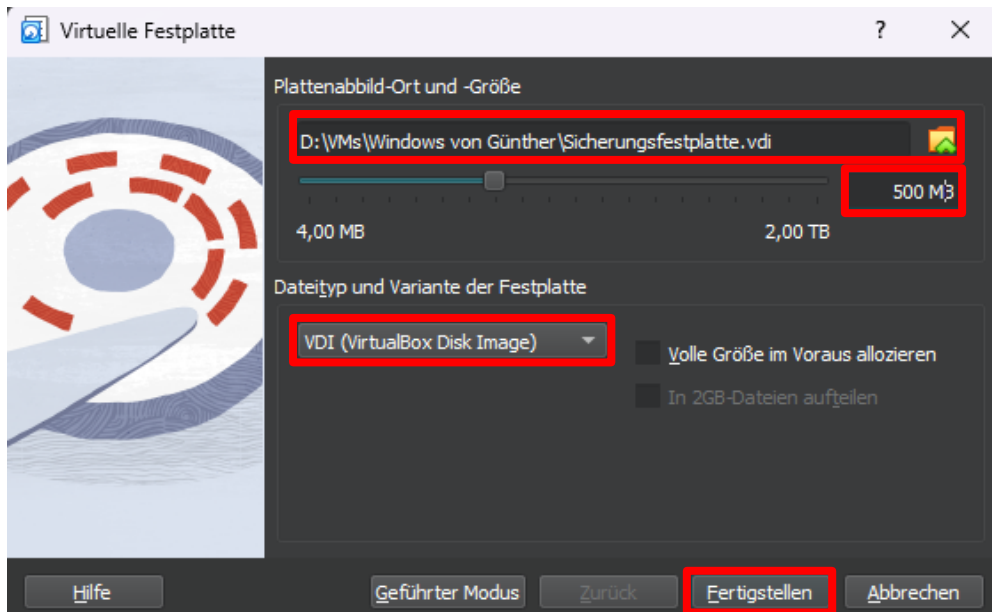 Virtuelle Festplatte
?
Plattenabbild-Ort und -Größe
D:\VMs\Windows von Günther\Sicherungsfestplatte.vdi
500 MB
4,00 MB 2,00 TB
Dateityp und Variante der Festplatte
VDI (VirtualBox Disk Image)
Volle Größe im Voraus allozieren
In 2GB-Dateien aufteilen
Hilfe Geführter Modus Zurück Fertigstellen Abbrechen